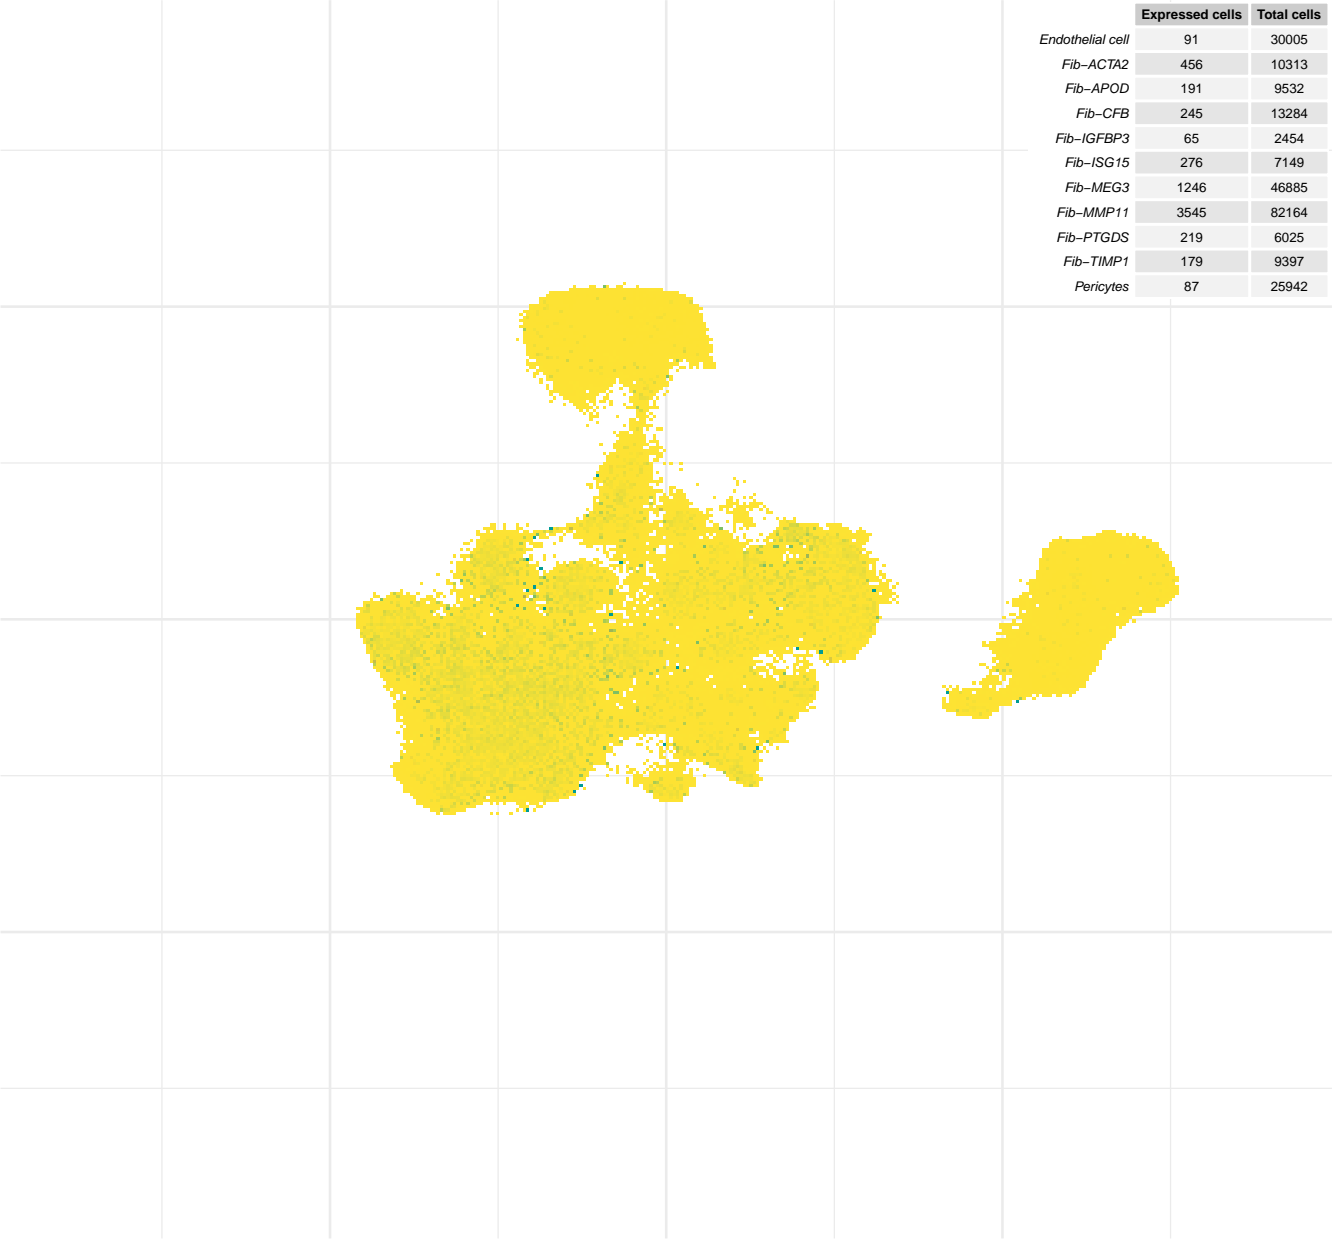 Expressed cells Total cells
Endothelial cell 91 30005
Fib−ACTA2 456 10313
Fib−APOD 191 9532
Fib−CFB 245 13284
Fib−IGFBP3 65 2454
Fib−ISG15 276 7149
Fib−MEG3 1246 46885
Fib−MMP11 3545 82164
Fib−PTGDS 219 6025
Fib−TIMP1 179 9397
Pericytes 87 25942